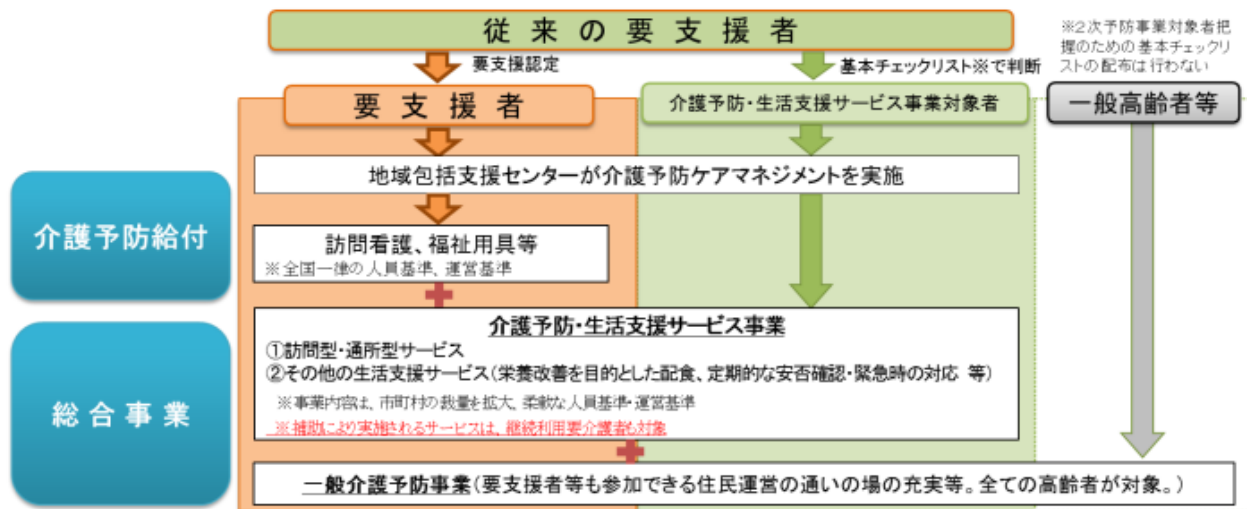 従来の要支援者
※2次予防事業対象者把
握のための基本チェックリ
ストの配布は行わない
要支援認定
基本チェックリスト※で判断
要支援者
介護予防・生活支援サービス事業対象者
一般高齢者等
地域包括支援センターが介護予防ケアマネジメントを実施
介護予防給付
訪問看護、福祉用具等
※全国一律の人員基準、運営基準
介護予防・生活支援サービス事業
①訪問型・通所型サービス
②その他の生活支援サービス(栄養改善を目的とした配食、定期的な安否確認・緊急時の対応 等)
※事業内容は、市町村の裁量を拡大、柔軟な人員基準・運営基準
※補助により実施されるサービスは、継続利用要介護者も対象
総合事業
一般介護予防事業(要支援者等も参加できる住民運営の通いの場の充実等。全ての高齢者が対象。)